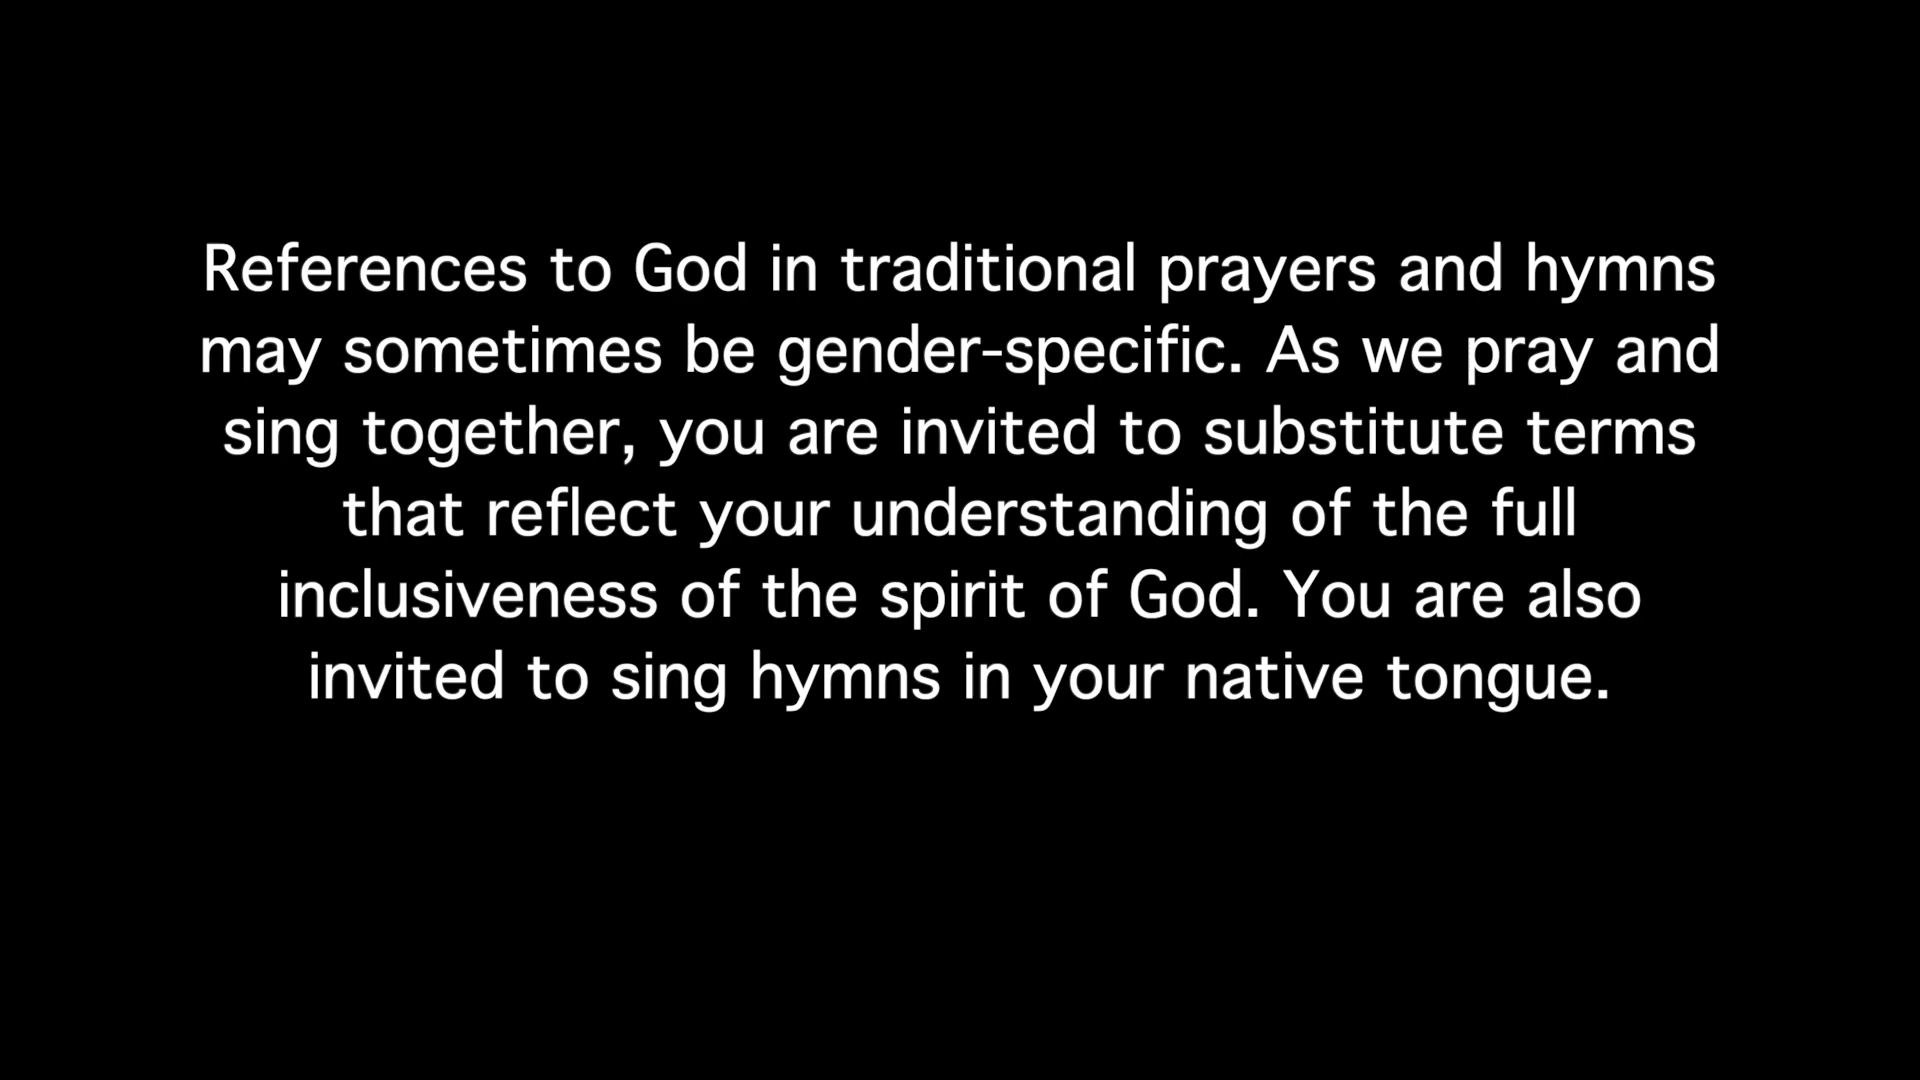 References to God in traditional prayers and hymns
may sometimes be gender-specific. As we pray and
sing together, you are invited to substitute terms
that reflect your understanding of the full
inclusiveness of the spirit of God. You are also
invited to sing hymns in your native tongue.